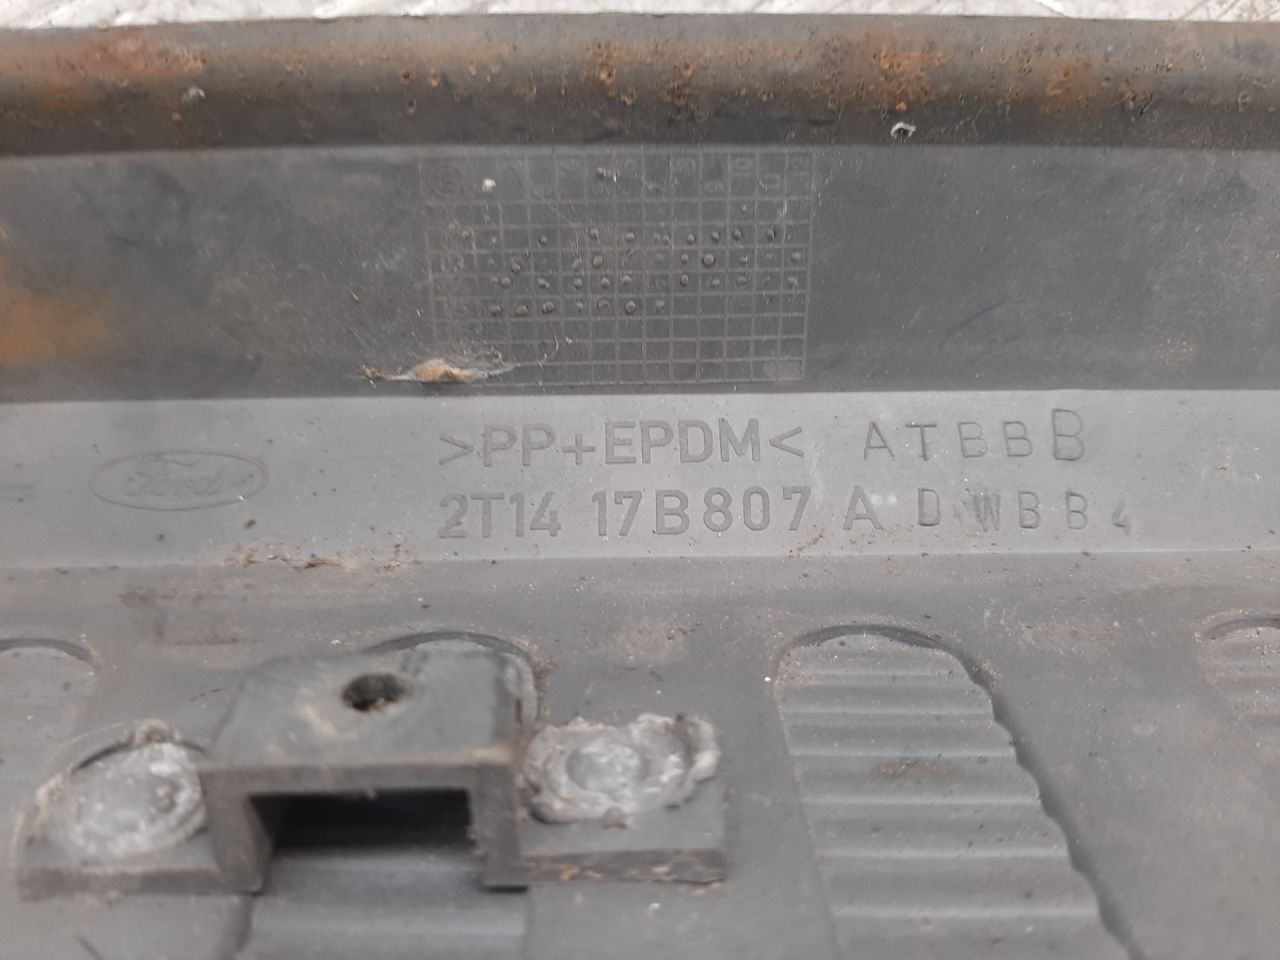 >PP+EPDM< ATBBB
Ford
2T14 17B807 A D WBB4